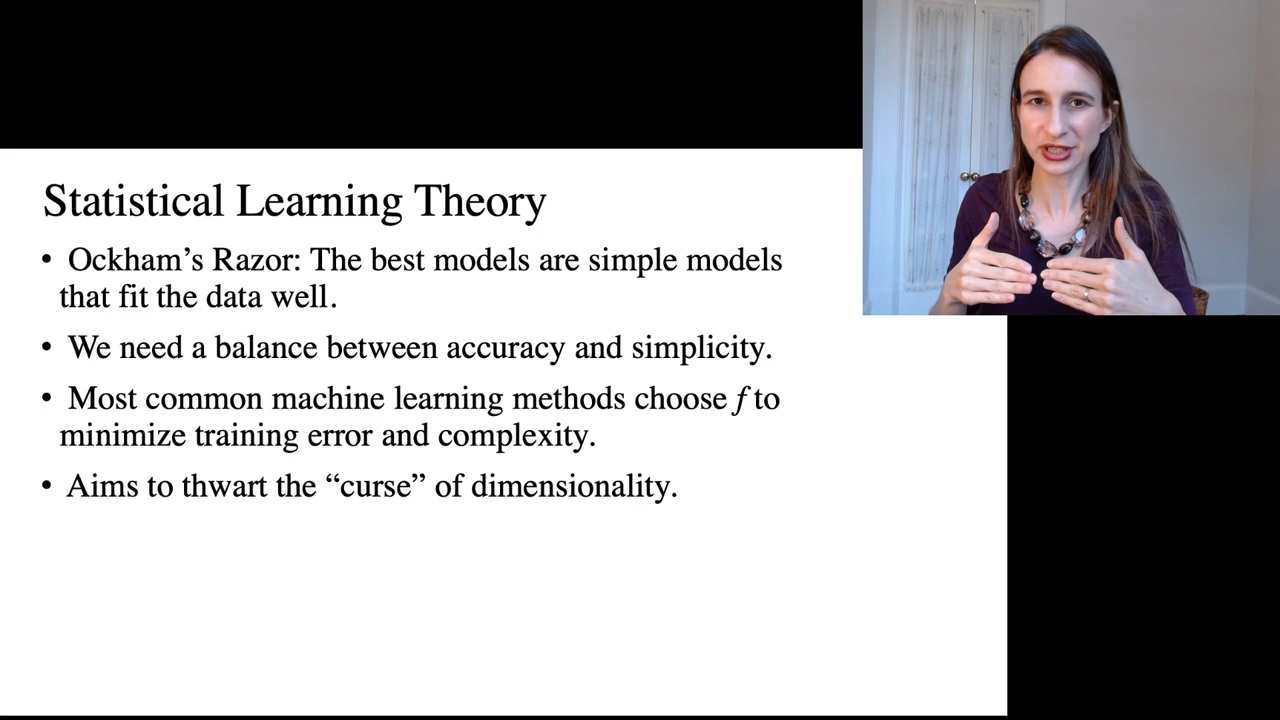 Statistical Learning Theory
• Ockham’s Razor: The best models are simple models
that fit the data well.
• We need a balance between accuracy and simplicity.
• Most common machine learning methods choose f to
minimize training error and complexity.
• Aims to thwart the “curse” of dimensionality.